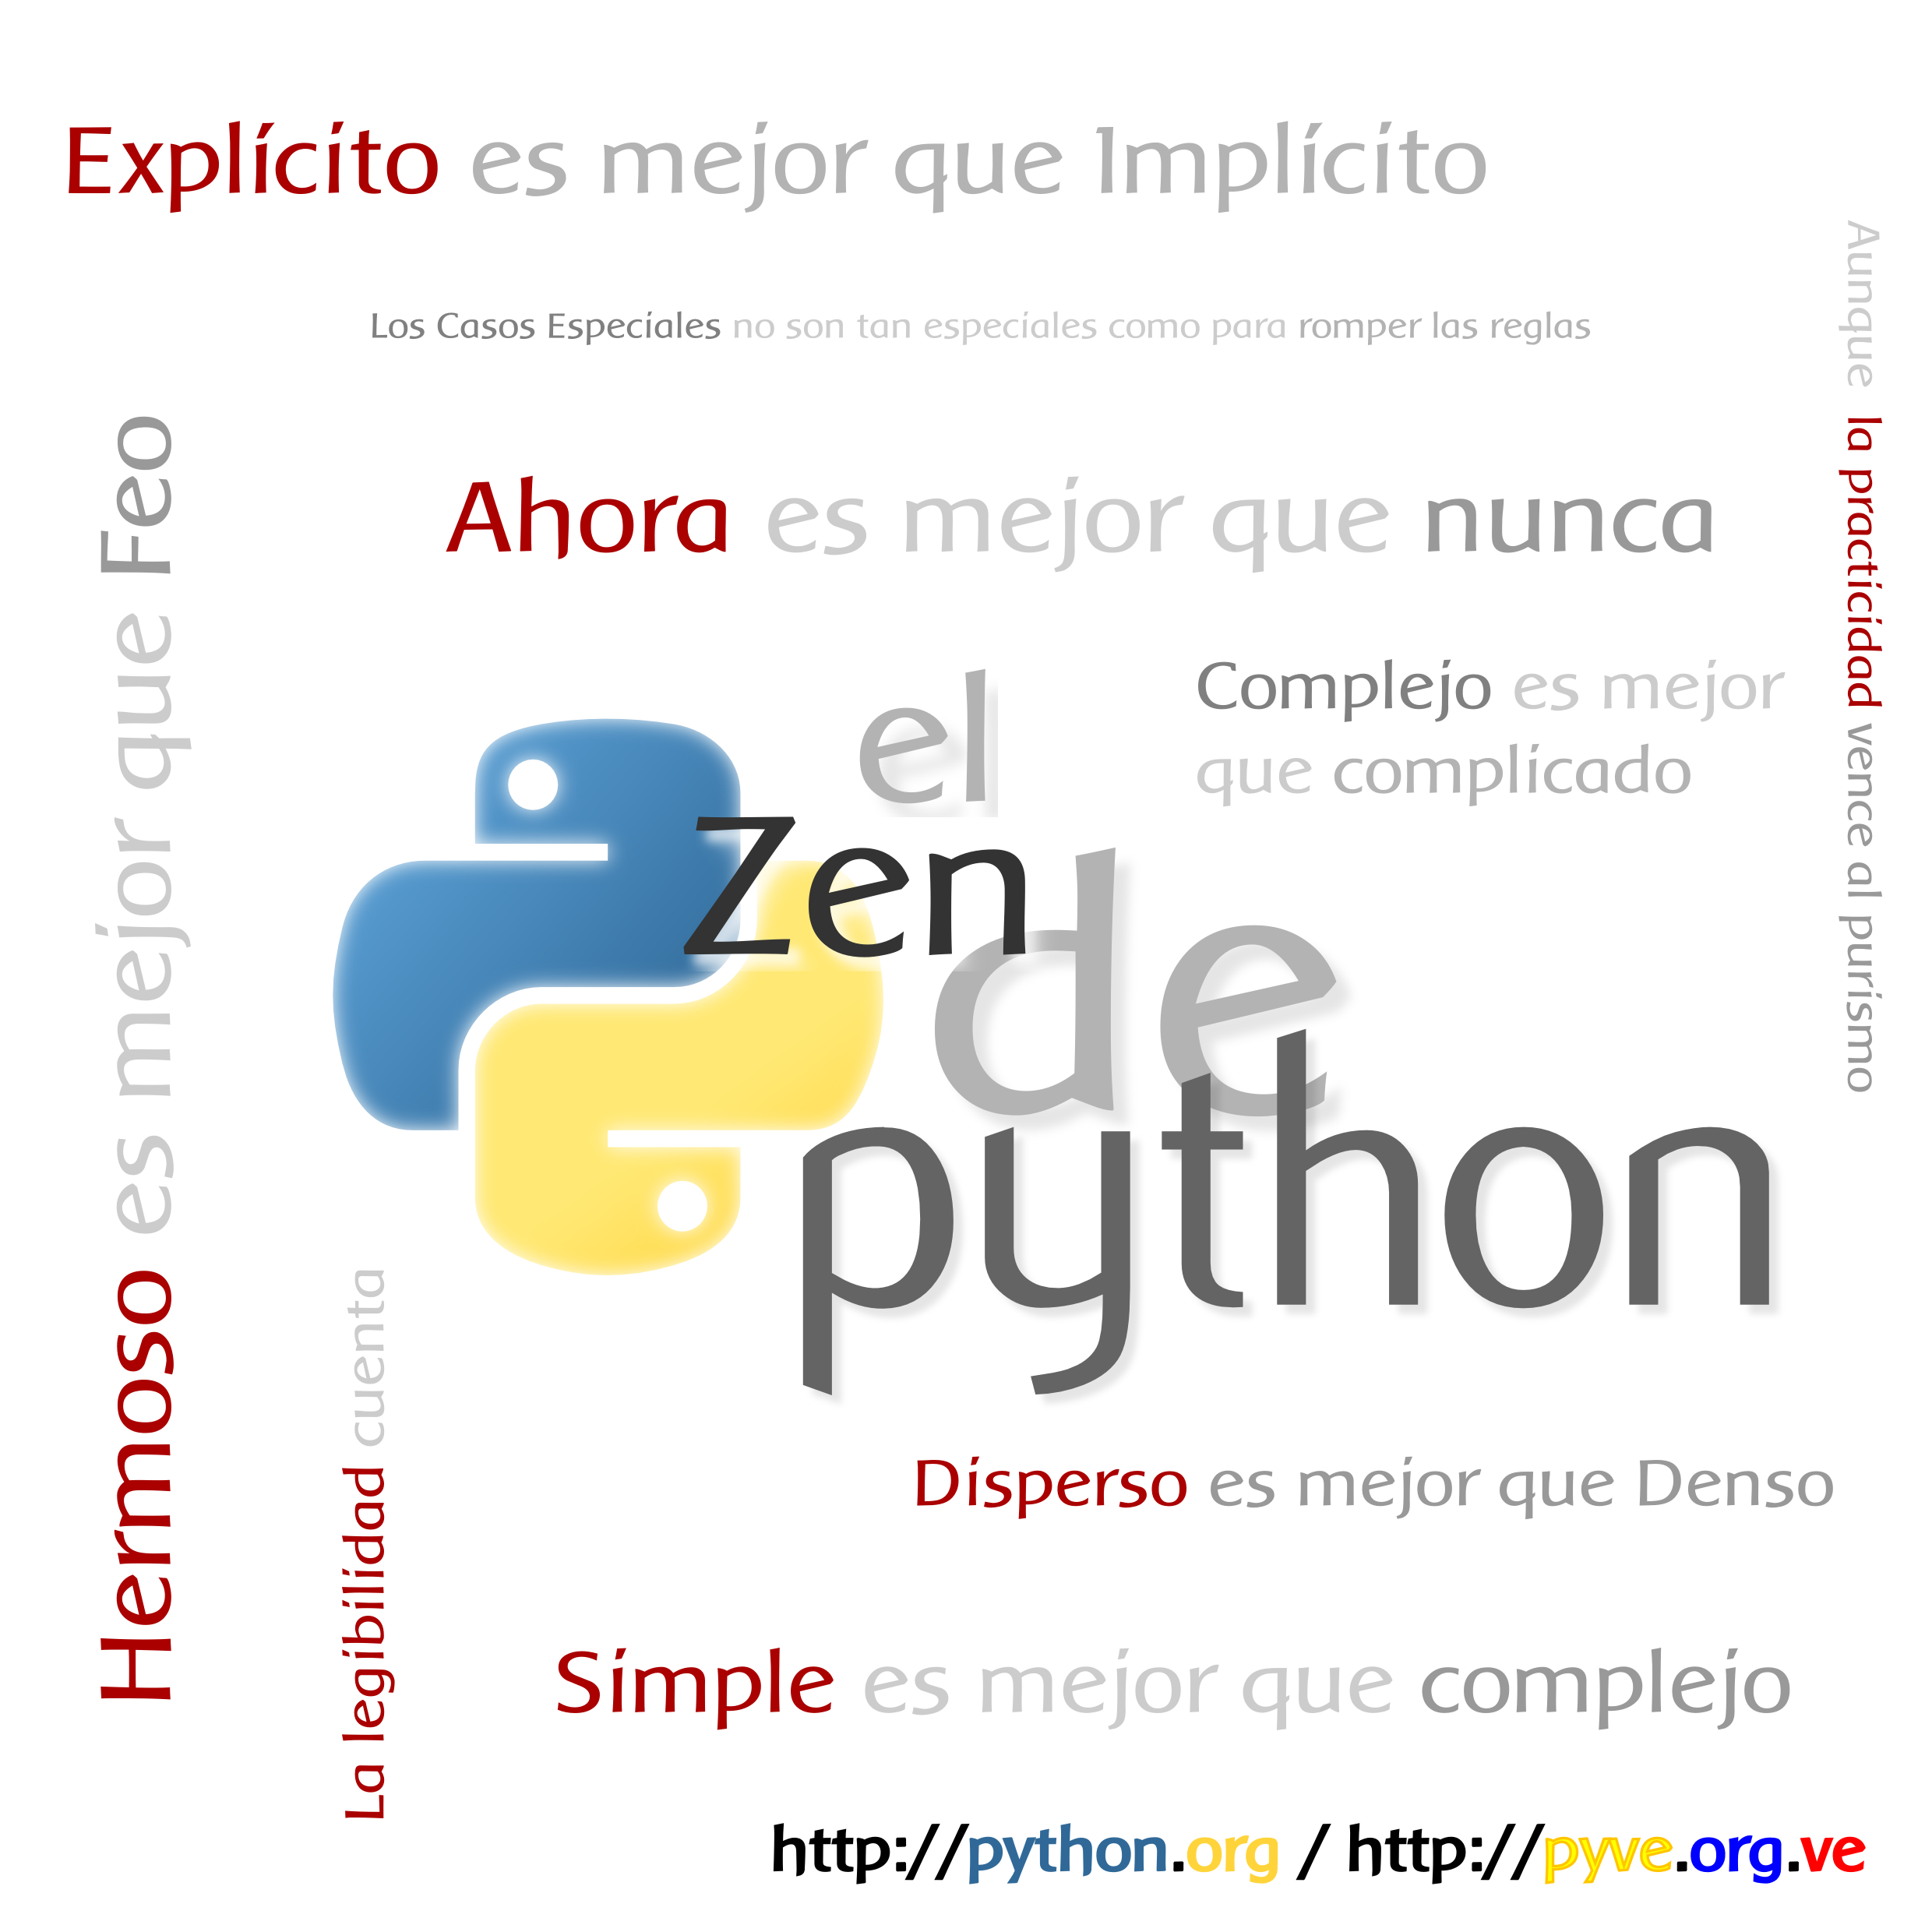 Explícito es mejor que Implícito
Los Casos Especiales no son tan especiales como para romper las reglas
Aunque la practicidad vence al purismo
Hermoso es mejor que Feo
Ahora es mejor que nunca
Complejo es mejor
que complicado
el
zen
de
python
La legibilidad cuenta
Disperso es mejor que Denso
Simple es mejor que complejo
http://python.org / http://pyve.org.ve